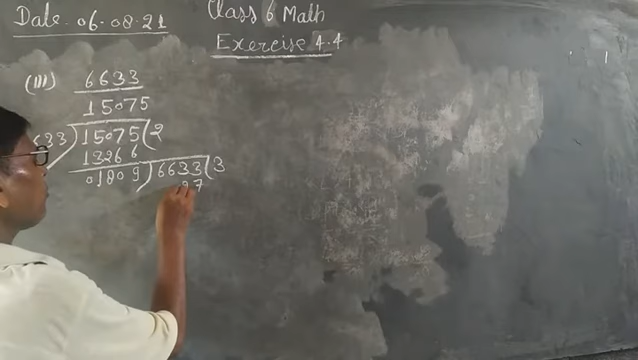 Date. 06.08.21
Class 6 Math
Exercise 4.4
(III) 6633
15075
633 ) 15075 ( 2
13266
01809 ) 6633 ( 3
27